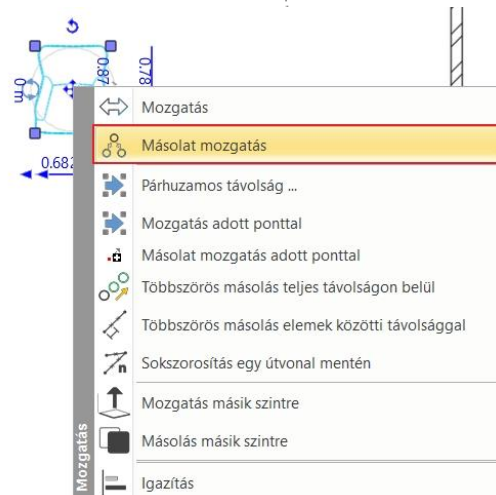 0.87
0.78
0 m
0.682
Mozgatás
Másolat mozgatás
Párhuzamos távolság ...
Mozgatás adott ponttal
Másolat mozgatás adott ponttal
Többszörös másolás teljes távolságon belül
Többszörös másolás elemek közötti távolsággal
Sokszorosítás egy útvonal mentén
Mozgatás másik szintre
Másolás másik szintre
Igazítás
Mozgatás